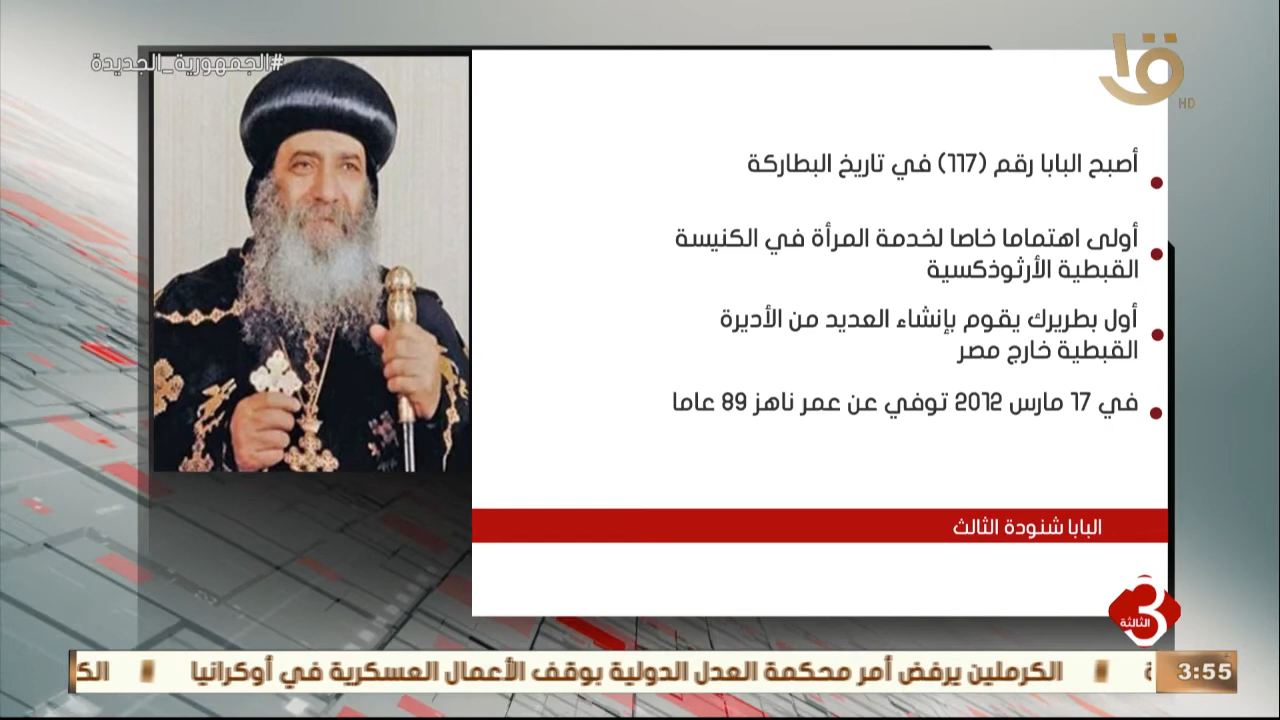 #الجمهورية_الجديدة
HD
أصبح البابا رقم (117) في تاريخ البطاركة
أولى اهتماما خاصا لخدمة المرأة في الكنيسة
القبطية الأرثوذكسية
أول بطريرك يقوم بإنشاء العديد من الأديرة
القبطية خارج مصر
في 17 مارس 2012 توفي عن عمر ناهز 89 عاما
البابا شنودة الثالث
3 الثالثة
الكرملين يرفض أمر محكمة العدل الدولية بوقف الأعمال العسكرية في أوكرانيا
3:55